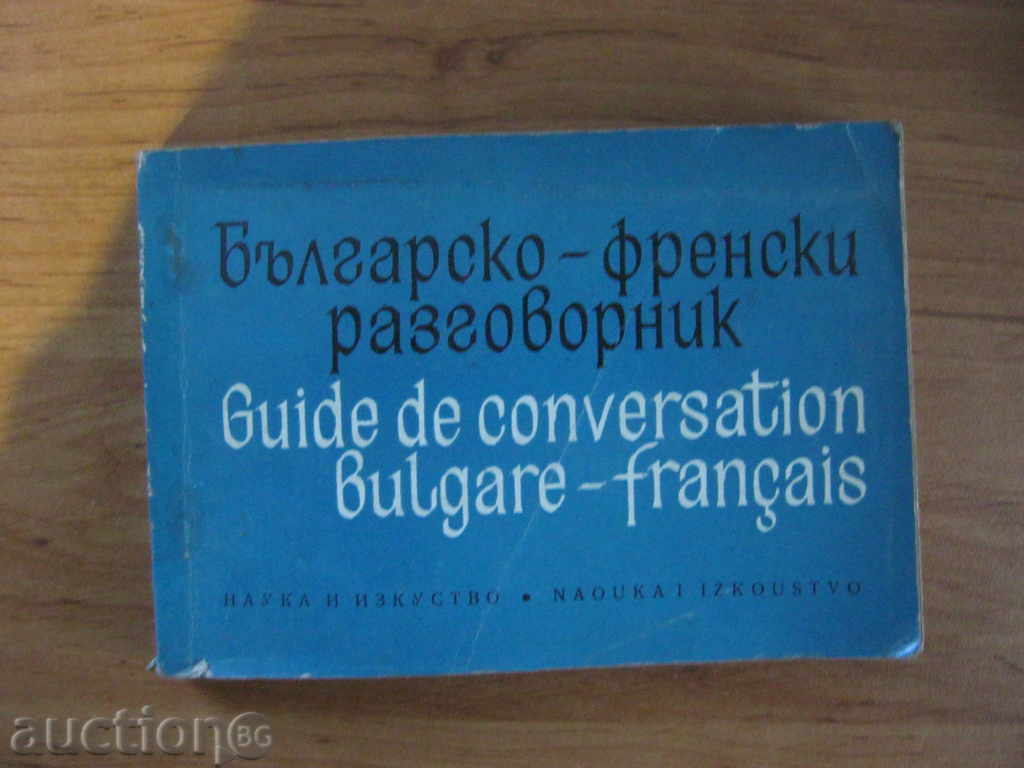 Българско-френски
разговорник
Guide de conversation
bulgare-français
НАУКА И ИЗКУСТВО • NAOUKA I IZKOUSTVO
auction BG